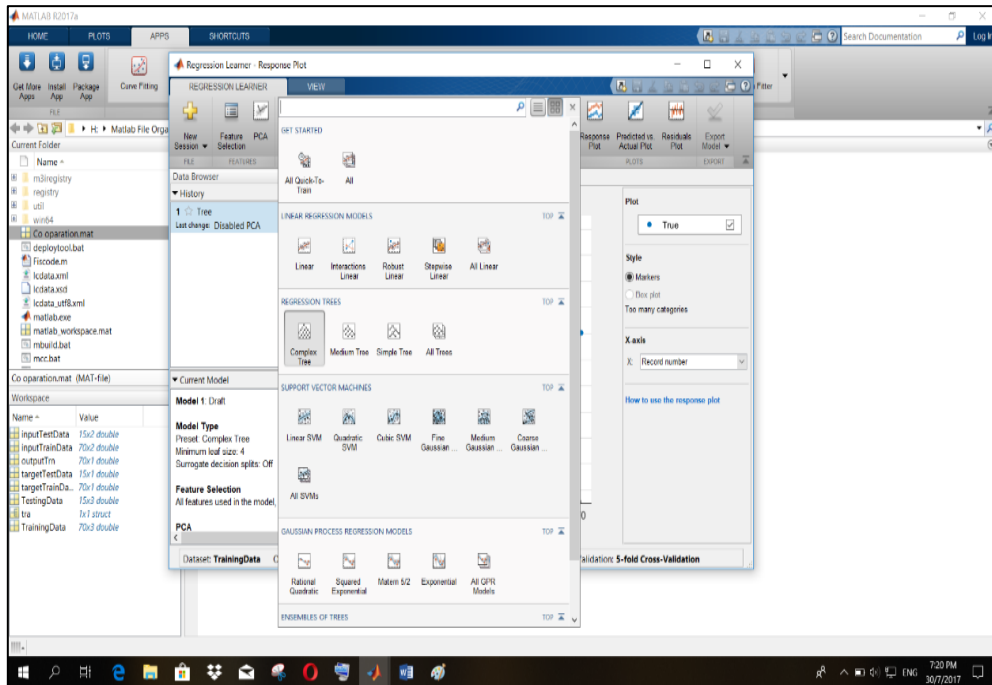 MATLAB R2017a
HOME PLOTS APPS SHORTCUTS
Search Documentation
Log In
Get More Apps
Install App
Package App
Curve Fitting
Fitter
FILE
H: Matlab File Orga
Current Folder
Name
m3iregistry
registry
util
win64
Co oparation.mat
deploytool.bat
Fiscode.m
lcdata.xml
lcdata.xsd
lcdata_utf8.xml
matlab.exe
matlab_workspace.mat
mbuild.bat
mcc.bat
Co oparation.mat (MAT-file)
Workspace
Name Value
inputTestData 15x2 double
inputTrainData 70x2 double
outputTrn 70x1 double
targetTestData 15x1 double
targetTrainDa... 70x1 double
TestingData 15x3 double
tra 1x1 struct
TrainingData 70x3 double
Regression Learner - Response Plot
REGRESSION LEARNER VIEW
New Session
Feature Selection
PCA
FILE FEATURES
Data Browser
History
1 Tree
Last change: Disabled PCA
Current Model
Model 1: Draft
Model Type
Preset: Complex Tree
Minimum leaf size: 4
Surrogate decision splits: Off
Feature Selection
All features used in the model,
PCA
Dataset: TrainingData
GET STARTED
All Quick-To-Train
All
LINEAR REGRESSION MODELS TOP
Linear
Interactions Linear
Robust Linear
Stepwise Linear
All Linear
REGRESSION TREES TOP
Complex Tree
Medium Tree
Simple Tree
All Trees
SUPPORT VECTOR MACHINES TOP
Linear SVM
Quadratic SVM
Cubic SVM
Fine Gaussian ...
Medium Gaussian ...
Coarse Gaussian ...
All SVMs
GAUSSIAN PROCESS REGRESSION MODELS TOP
Rational Quadratic
Squared Exponential
Matern 5/2
Exponential
All GPR Models
ENSEMBLES OF TREES TOP
Response Plot
Predicted vs. Actual Plot
Residuals Plot
Export Model
PLOTS EXPORT
Plot
True
Style
Markers
Box plot
Too many categories
X-axis
X: Record number
How to use the response plot
0
alidation: 5-fold Cross-Validation
ENG
7:20 PM
30/7/2017